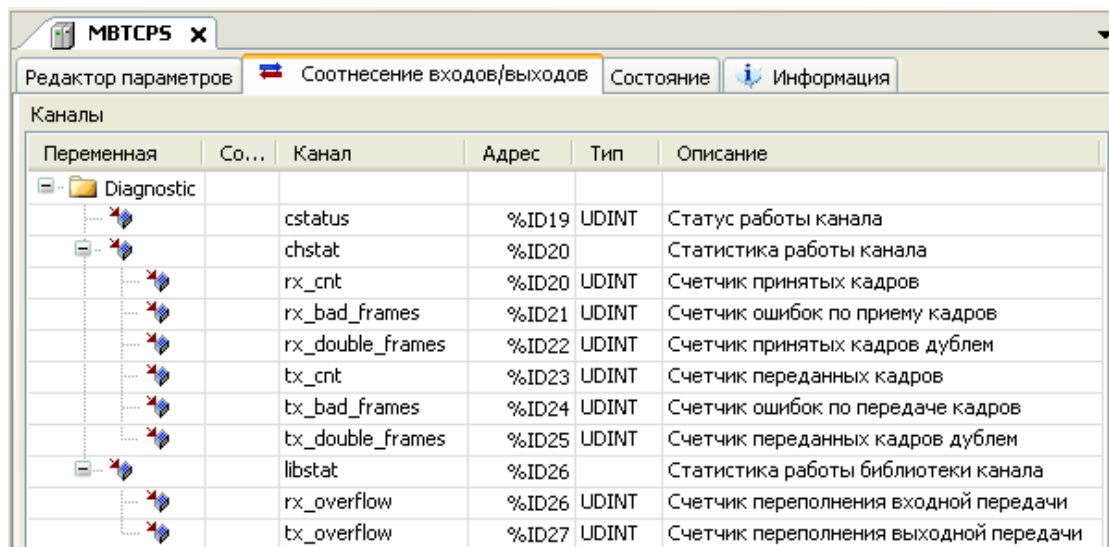 MBTCPS X
Редактор параметров Соотнесение входов/выходов Состояние Информация
Каналы
Переменная Со... Канал Адрес Тип Описание
Diagnostic
cstatus %ID19 UDINT Статус работы канала
chstat %ID20 Статистика работы канала
rx_cnt %ID20 UDINT Счетчик принятых кадров
rx_bad_frames %ID21 UDINT Счетчик ошибок по приему кадров
rx_double_frames %ID22 UDINT Счетчик принятых кадров дублем
tx_cnt %ID23 UDINT Счетчик переданных кадров
tx_bad_frames %ID24 UDINT Счетчик ошибок по передаче кадров
tx_double_frames %ID25 UDINT Счетчик переданных кадров дублем
libstat %ID26 Статистика работы библиотеки канала
rx_overflow %ID26 UDINT Счетчик переполнения входной передачи
tx_overflow %ID27 UDINT Счетчик переполнения выходной передачи